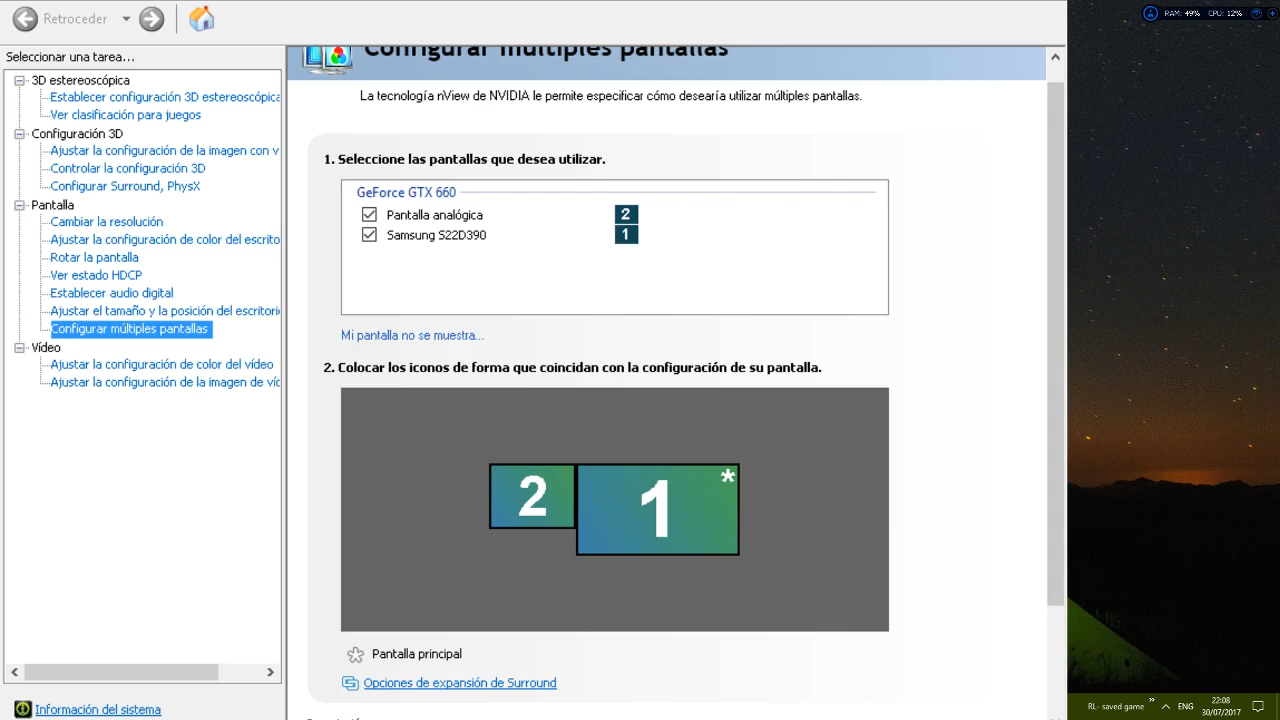 Retroceder
RAM: 49% CPU: 12%
Seleccionar una tarea...
3D estereoscópica
Establecer configuración 3D estereoscópica
Ver clasificación para juegos
Configuración 3D
Ajustar la configuración de la imagen con v
Controlar la configuración 3D
Configurar Surround, PhysX
Pantalla
Cambiar la resolución
Ajustar la configuración de color del escrito
Rotar la pantalla
Ver estado HDCP
Establecer audio digital
Ajustar el tamaño y la posición del escritori
Configurar múltiples pantallas
Vídeo
Ajustar la configuración de color del vídeo
Ajustar la configuración de la imagen de víd
Información del sistema
Configurar múltiples pantallas
La tecnología nView de NVIDIA le permite especificar cómo desearía utilizar múltiples pantallas.
1. Seleccione las pantallas que desea utilizar.
GeForce GTX 660
Pantalla analógica 2
Samsung S22D390 1
Mi pantalla no se muestra...
2. Colocar los iconos de forma que coincidan con la configuración de su pantalla.
2 1 *
Pantalla principal
Opciones de expansión de Surround
RL- saved game » ENG 22:08
30/07/2017